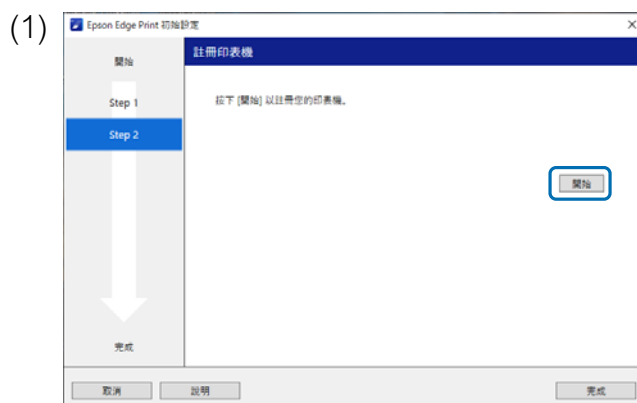 (1)
Epson Edge Print 初始設定
開始
註冊印表機
Step 1
按下 [開始] 以註冊您的印表機。
Step 2
開始
完成
取消
說明
完成